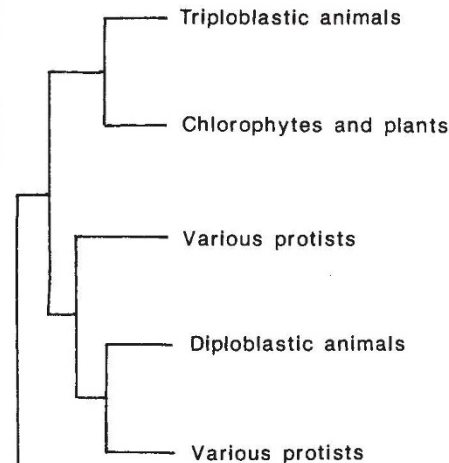 Triploblastic animals
Chlorophytes and plants
Various protists
Diploblastic animals
Various protists